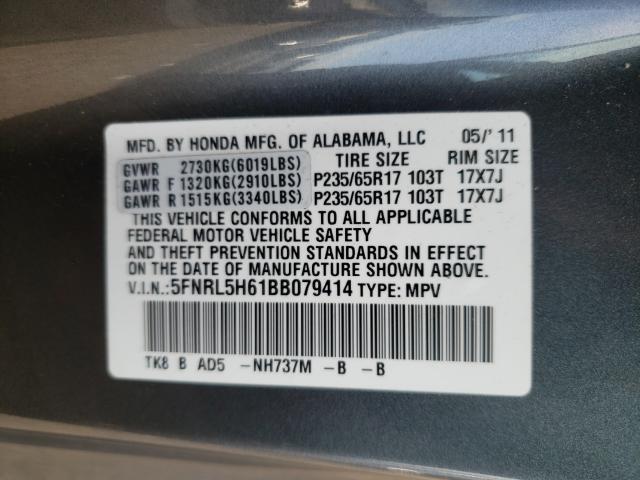 MFD. BY HONDA MFG. OF ALABAMA, LLC 05/'11
GVWR 2730KG(6019LBS) TIRE SIZE RIM SIZE
GAWR F 1320KG(2910LBS) P235/65R17 103T 17X7J
GAWR R 1515KG(3340LBS) P235/65R17 103T 17X7J
THIS VEHICLE CONFORMS TO ALL APPLICABLE
FEDERAL MOTOR VEHICLE SAFETY
AND THEFT PREVENTION STANDARDS IN EFFECT
ON THE DATE OF MANUFACTURE SHOWN ABOVE.
V.I.N.:5FNRL5H61BB079414 TYPE: MPV
TK8 B AD5 -NH737M -B -B